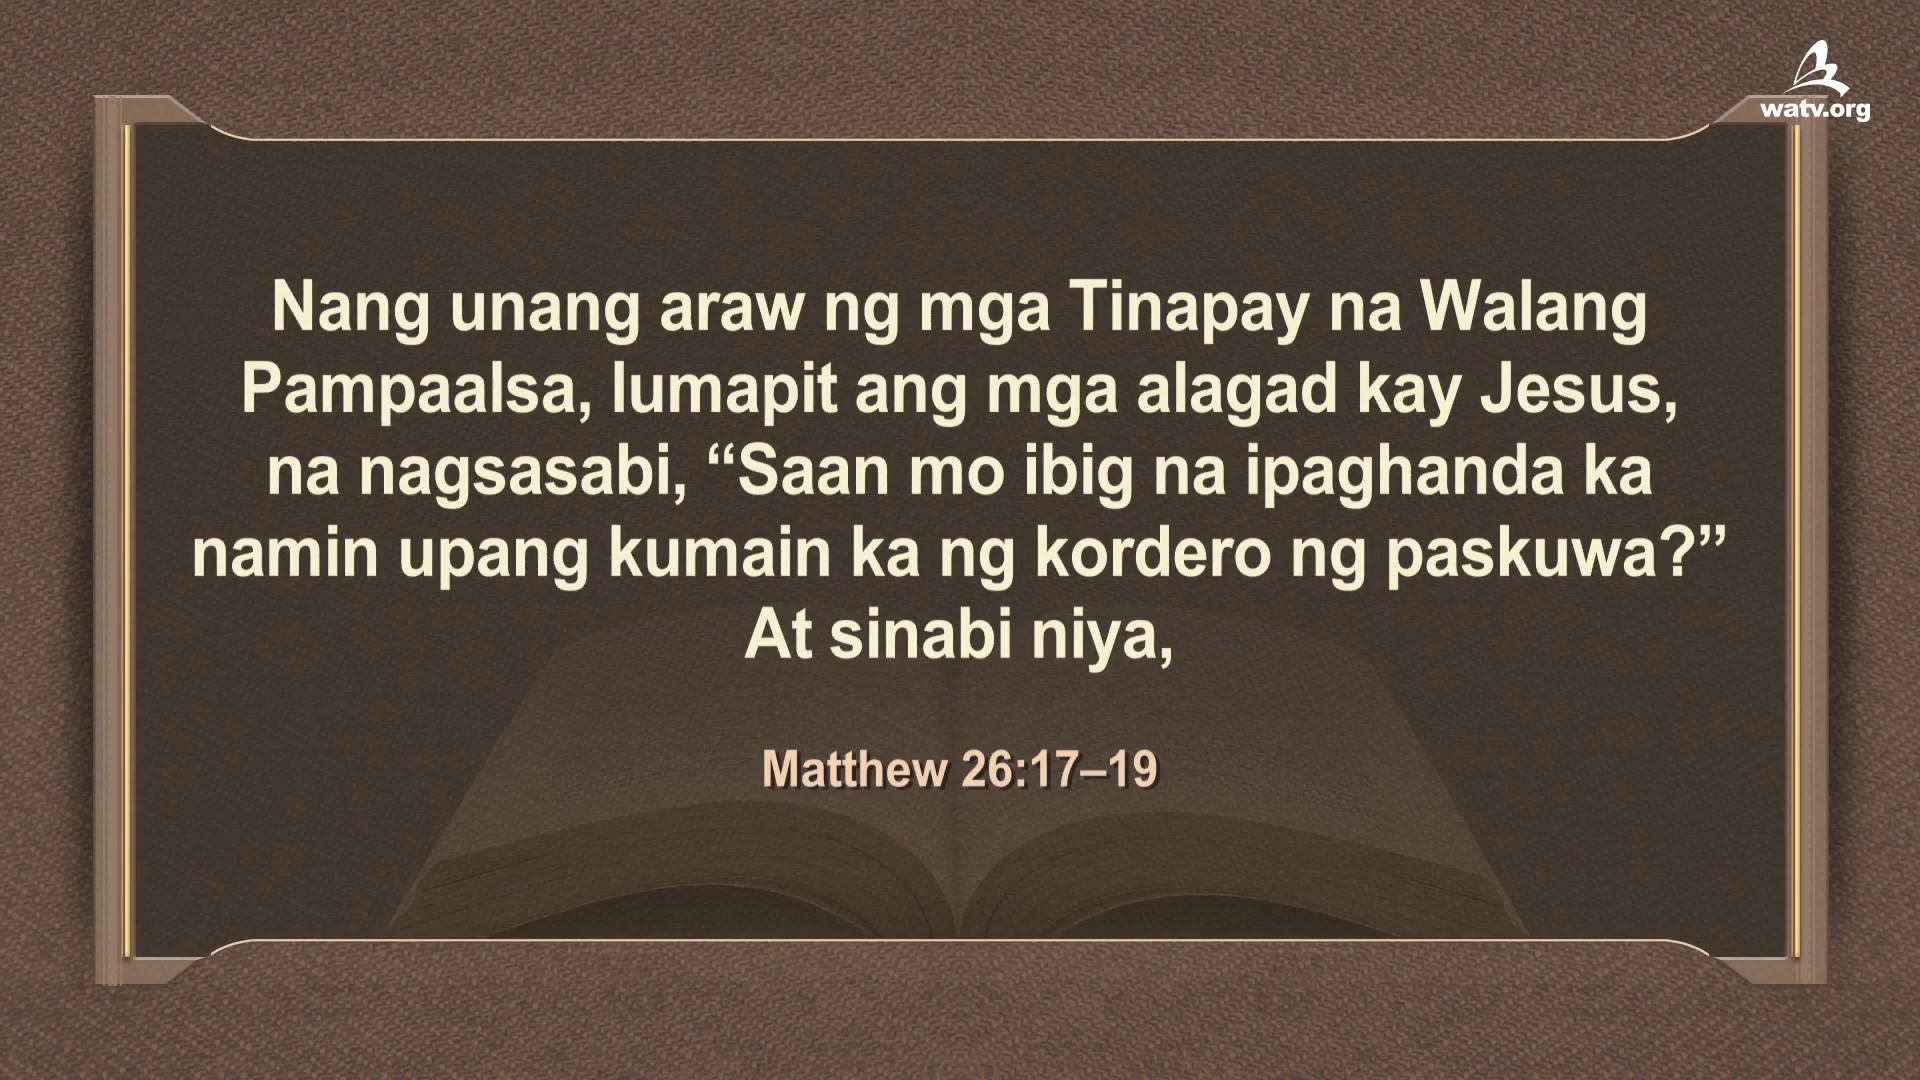 watv.org
Nang unang araw ng mga Tinapay na Walang
Pampaalsa, lumapit ang mga alagad kay Jesus,
na nagsasabi, “Saan mo ibig na ipaghanda ka
namin upang kumain ka ng kordero ng paskuwa?”
At sinabi niya,
Matthew 26:17–19